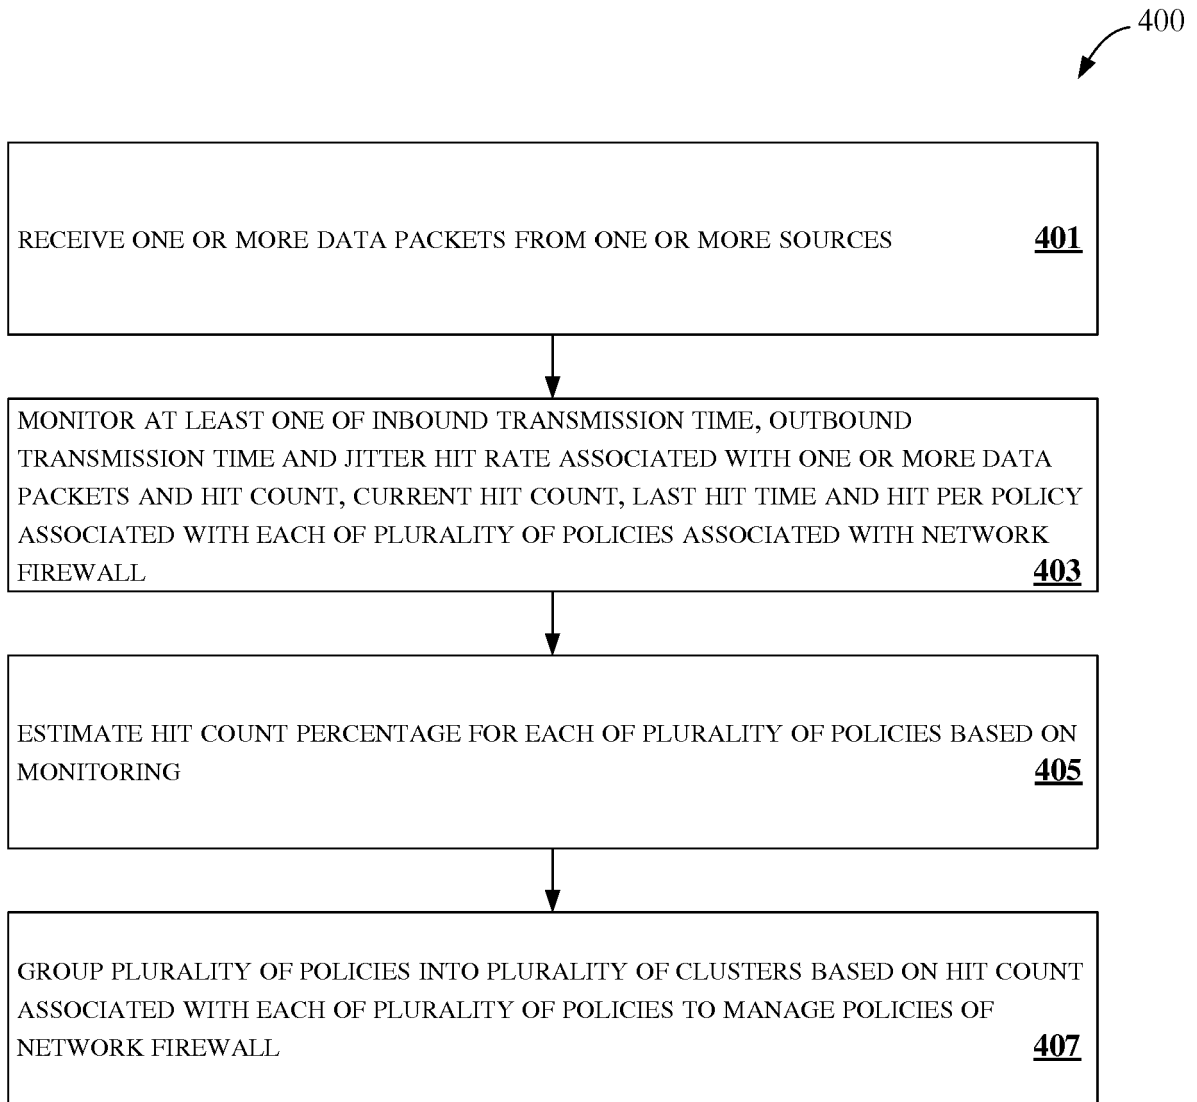 400
RECEIVE ONE OR MORE DATA PACKETS FROM ONE OR MORE SOURCES 401
MONITOR AT LEAST ONE OF INBOUND TRANSMISSION TIME, OUTBOUND
TRANSMISSION TIME AND JITTER HIT RATE ASSOCIATED WITH ONE OR MORE DATA
PACKETS AND HIT COUNT, CURRENT HIT COUNT, LAST HIT TIME AND HIT PER POLICY
ASSOCIATED WITH EACH OF PLURALITY OF POLICIES ASSOCIATED WITH NETWORK
FIREWALL 403
ESTIMATE HIT COUNT PERCENTAGE FOR EACH OF PLURALITY OF POLICIES BASED ON
MONITORING 405
GROUP PLURALITY OF POLICIES INTO PLURALITY OF CLUSTERS BASED ON HIT COUNT
ASSOCIATED WITH EACH OF PLURALITY OF POLICIES TO MANAGE POLICIES OF
NETWORK FIREWALL 407